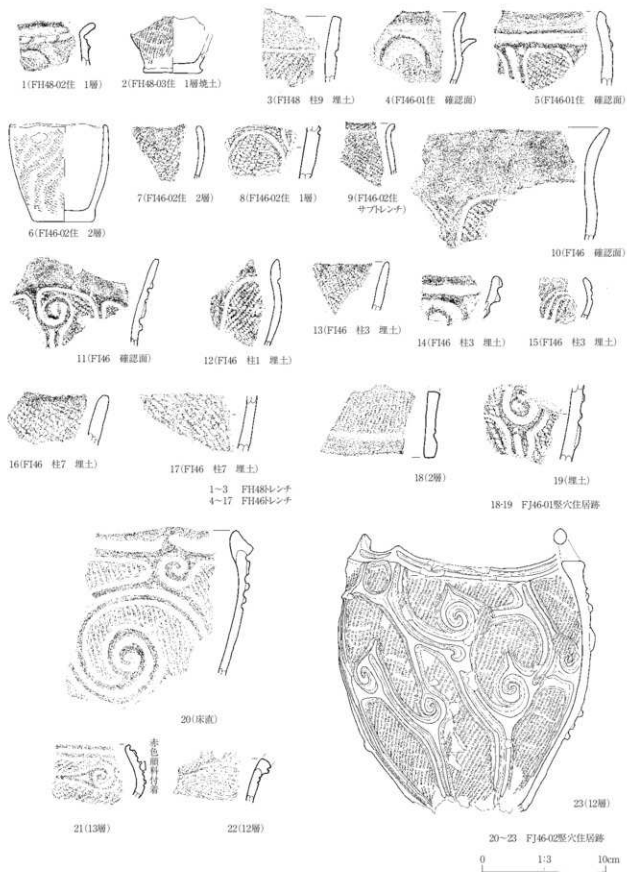 1(FH48-02住 1層)
2(FH48-03住 1層焼土)
3(FH48 柱9 埋土)
4(FI46-01住 確認面)
5(FI46-01住 確認面)
6(FI46-02住 2層)
7(FI46-02住 2層)
8(FI46-02住 1層)
9(FI46-02住
サブトレンチ)
10(FI46 確認面)
11(FI46 確認面)
12(FI46 柱1 埋土)
13(FI46 柱3 埋土)
14(FI46 柱3 埋土)
15(FI46 柱3 埋土)
16(FI46 柱7 埋土)
17(FI46 柱7 埋土)
1~3 FH48トレンチ
4~17 FH46トレンチ
18(2層)
19(埋土)
18・19 FJ46-01竪穴住居跡
20(床直)
赤色顔料付着
21(13層)
22(12層)
23(12層)
20~23 FJ46-02竪穴住居跡
0 1:3 10cm